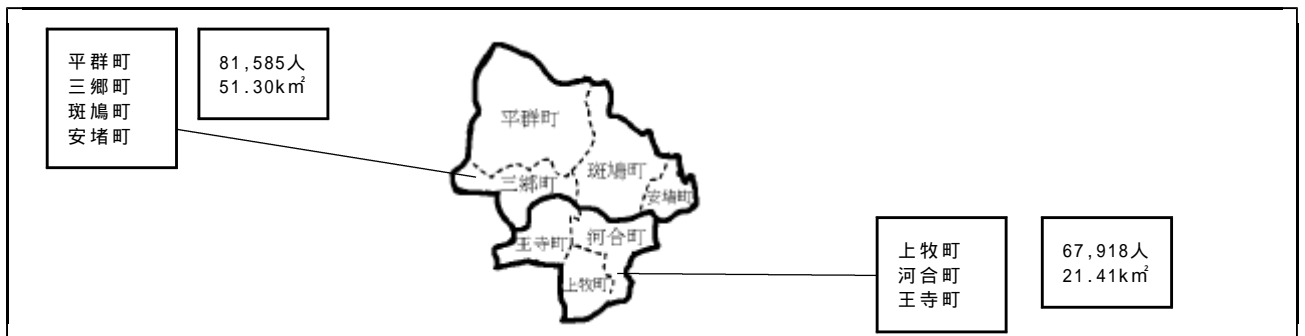 平群町
三郷町
斑鳩町
安堵町
81,585人
51.30k㎡
平群町
斑鳩町
三郷町
安堵町
河合町
王寺町
上牧町
上牧町
河合町
王寺町
67,918人
21.41k㎡